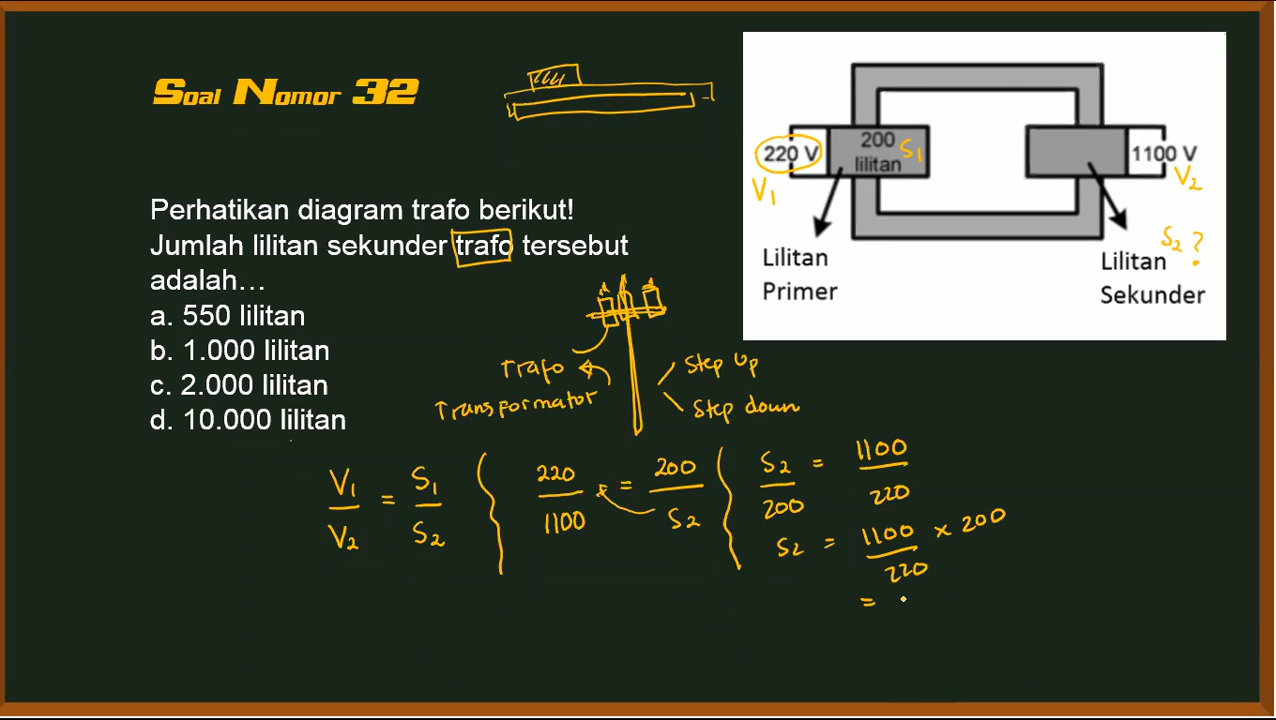 Soal Nomor 32
Perhatikan diagram trafo berikut!
Jumlah lilitan sekunder trafo tersebut
adalah...
a. 550 lilitan
b. 1.000 lilitan
c. 2.000 lilitan
d. 10.000 lilitan
220 V
V1
200
lilitan
S1
1100 V
V2
S2 ?
Lilitan
Primer
Lilitan
Sekunder
Trafo
Transformator
Step Up
Step down
V1 / V2 = S1 / S2
220 / 1100 = 200 / S2
S2 / 200 = 1100 / 220
S2 = 1100 / 220 × 200
=